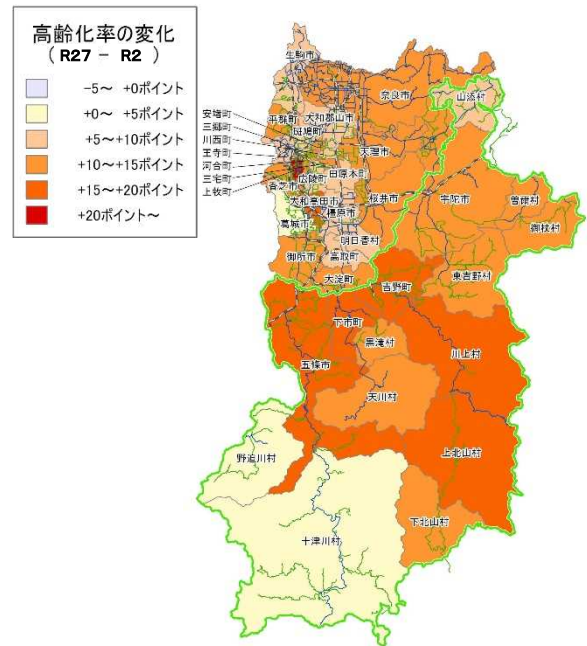 高齢化率の変化
（R27 － R2 ）
-5～ +0ポイント
+0～ +5ポイント
+5～+10ポイント
+10～+15ポイント
+15～+20ポイント
+20ポイント～
生駒市
奈良市
山添村
平群町
大和郡山市
斑鳩町
安堵町
三郷町
川西町
王寺町
河合町
三宅町
上牧町
天理市
香芝市
広陵町
田原本町
大和高田市
橿原市
桜井市
宇陀市
曽爾村
御杖村
葛城市
明日香村
御所市
高取町
大淀町
吉野町
東吉野村
下市町
黒滝村
川上村
五條市
天川村
野迫川村
上北山村
下北山村
十津川村